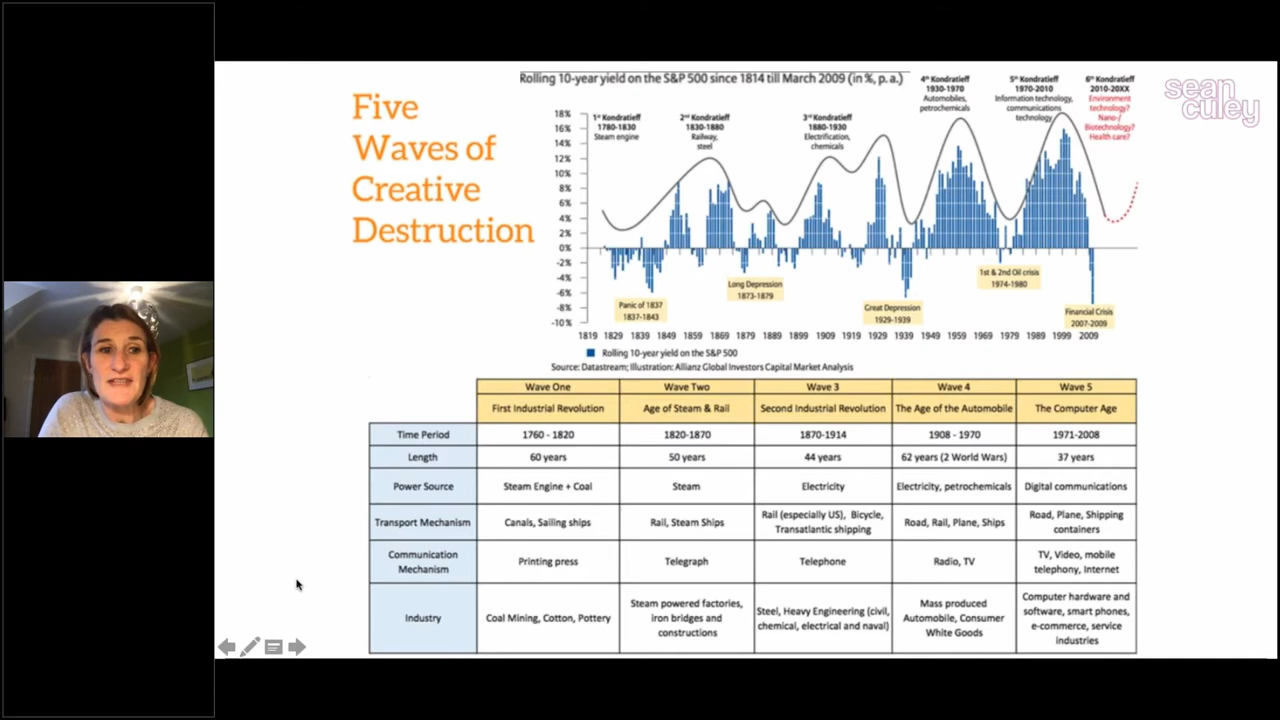 Five
Waves of
Creative
Destruction
Rolling 10-year yield on the S&P 500 since 1814 till March 2009 (in %, p. a.)
sean
culey
1st Kondratieff
1780-1830
Steam engine
2nd Kondratieff
1830-1880
Railway,
steel
3rd Kondratieff
1880-1930
Electrification,
chemicals
4th Kondratieff
1930-1970
Automobiles,
petrochemicals
5th Kondratieff
1970-2010
Information technology,
communications
technology
6th Kondratieff
2010-20XX
Environment
technology?
Nano-/
Biotechnology?
Health care?
18%
16%
14%
12%
10%
8%
6%
4%
2%
0%
-2%
-4%
-6%
-8%
-10%
Panic of 1837
1837-1843
Long Depression
1873-1879
Great Depression
1929-1939
1st & 2nd Oil crisis
1974-1980
Financial Crisis
2007-2009
1819 1829 1839 1849 1859 1869 1879 1889 1899 1909 1919 1929 1939 1949 1959 1969 1979 1989 1999 2009
Rolling 10-year yield on the S&P 500
Source: Datastream; Illustration: Allianz Global Investors Capital Market Analysis
Wave One Wave Two Wave 3 Wave 4 Wave 5
First Industrial Revolution Age of Steam & Rail Second Industrial Revolution The Age of the Automobile The Computer Age
Time Period 1760 - 1820 1820-1870 1870-1914 1908 - 1970 1971-2008
Length 60 years 50 years 44 years 62 years (2 World Wars) 37 years
Power Source Steam Engine + Coal Steam Electricity Electricity, petrochemicals Digital communications
Transport Mechanism Canals, Sailing ships Rail, Steam Ships Rail (especially US), Bicycle,
Transatlantic shipping Road, Rail, Plane, Ships Road, Plane, Shipping
containers
Communication
Mechanism Printing press Telegraph Telephone Radio, TV TV, Video, mobile
telephony, Internet
Industry Coal Mining, Cotton, Pottery Steam powered factories,
iron bridges and
constructions Steel, Heavy Engineering (civil,
chemical, electrical and naval) Mass produced
Automobile, Consumer
White Goods Computer hardware and
software, smart phones,
e-commerce, service
industries